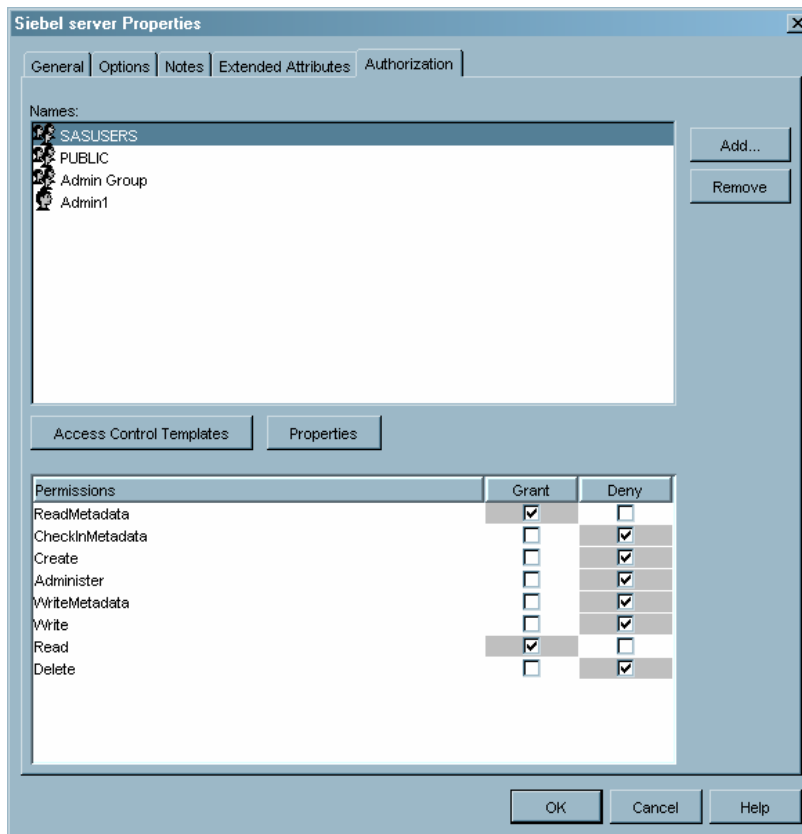 Siebel server Properties
General Options Notes Extended Attributes Authorization
Names:
SASUSERS
PUBLIC
Admin Group
Admin1
Add...
Remove
Access Control Templates Properties
Permissions Grant Deny
ReadMetadata
CheckInMetadata
Create
Administer
WriteMetadata
Write
Read
Delete
OK Cancel Help